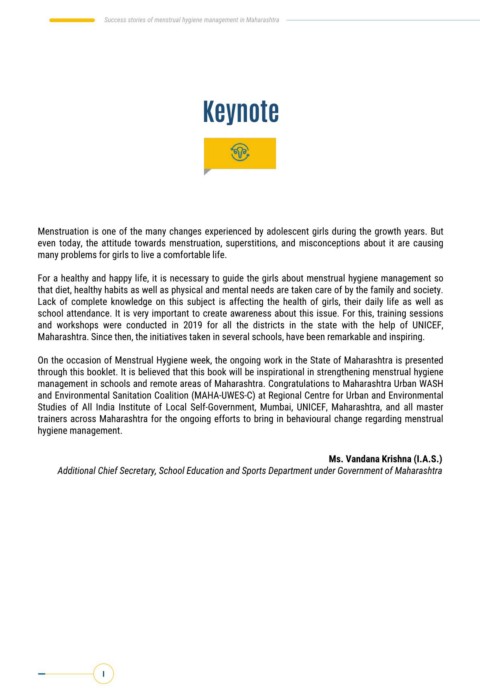 Success stories of menstrual hygiene management in Maharashtra
Keynote
Menstruation is one of the many changes experienced by adolescent girls during the growth years. But
even today, the attitude towards menstruation, superstitions, and misconceptions about it are causing
many problems for girls to live a comfortable life.
For a healthy and happy life, it is necessary to guide the girls about menstrual hygiene management so
that diet, healthy habits as well as physical and mental needs are taken care of by the family and society.
Lack of complete knowledge on this subject is affecting the health of girls, their daily life as well as
school attendance. It is very important to create awareness about this issue. For this, training sessions
and workshops were conducted in 2019 for all the districts in the state with the help of UNICEF,
Maharashtra. Since then, the initiatives taken in several schools, have been remarkable and inspiring.
On the occasion of Menstrual Hygiene week, the ongoing work in the State of Maharashtra is presented
through this booklet. It is believed that this book will be inspirational in strengthening menstrual hygiene
management in schools and remote areas of Maharashtra. Congratulations to Maharashtra Urban WASH
and Environmental Sanitation Coalition (MAHA-UWES-C) at Regional Centre for Urban and Environmental
Studies of All India Institute of Local Self-Government, Mumbai, UNICEF, Maharashtra, and all master
trainers across Maharashtra for the ongoing efforts to bring in behavioural change regarding menstrual
hygiene management.
Ms. Vandana Krishna (I.A.S.)
Additional Chief Secretary, School Education and Sports Department under Government of Maharashtra
I